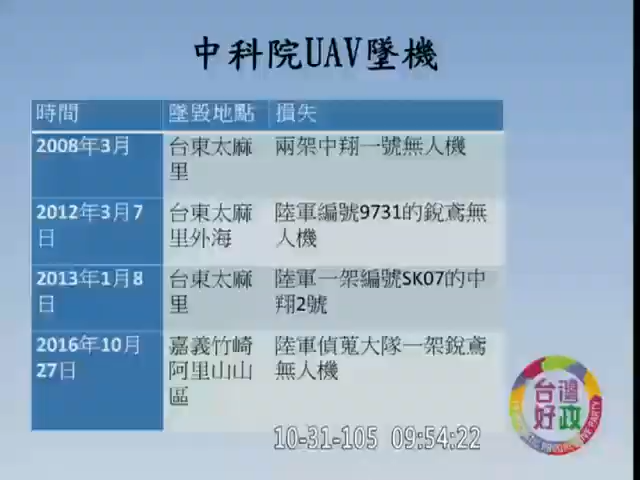 中科院UAV墜機
時間 墜毀地點 損失
2008年3月 台東太麻 兩架中翔一號無人機
里
2012年3月7 台東太麻 陸軍編號9731的銳鳶無
日 里外海 人機
2013年1月8 台東太麻 陸軍一架編號SK07的中
日 里 翔2號
2016年10月 嘉義竹崎 陸軍偵蒐大隊一架銳鳶
27日 阿里山山 無人機
區
台灣
好政
PROGRESSIVE PARTY
10-31-105 09:54:22